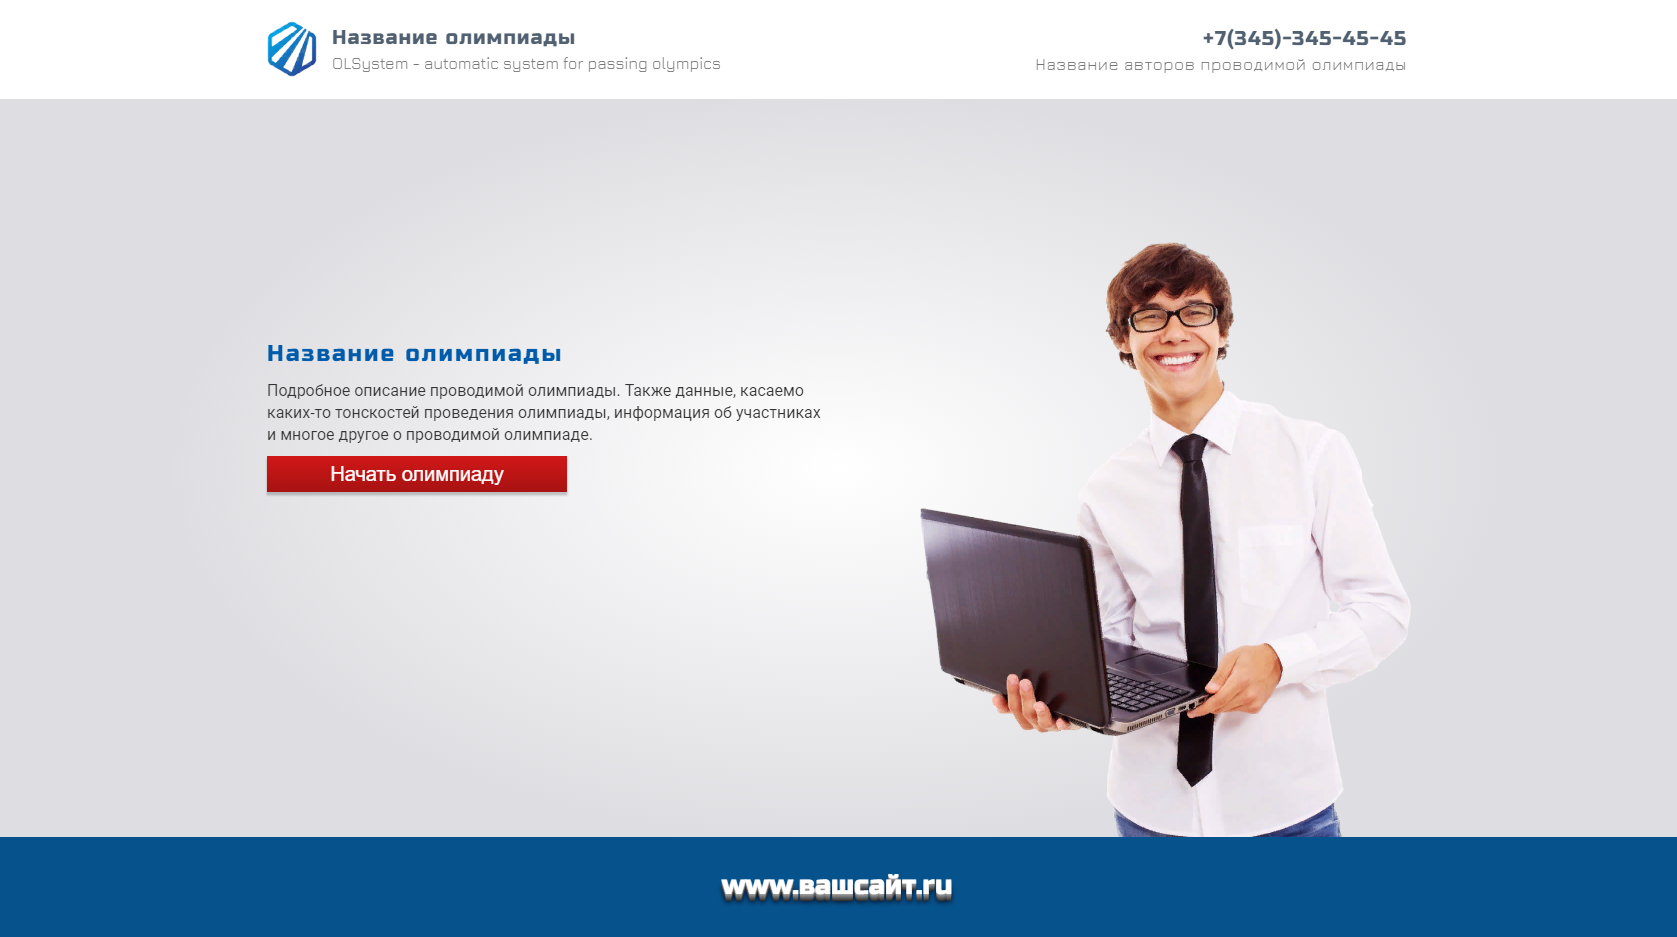 Название олимпиады
OLSystem - automatic system for passing olympics
+7(345)-345-45-45
Название авторов проводимой олимпиады
Название олимпиады
Подробное описание проводимой олимпиады. Также данные, касаемо
каких-то тонскостей проведения олимпиады, информация об участниках
и многое другое о проводимой олимпиаде.
Начать олимпиаду
www.вашсайт.ru